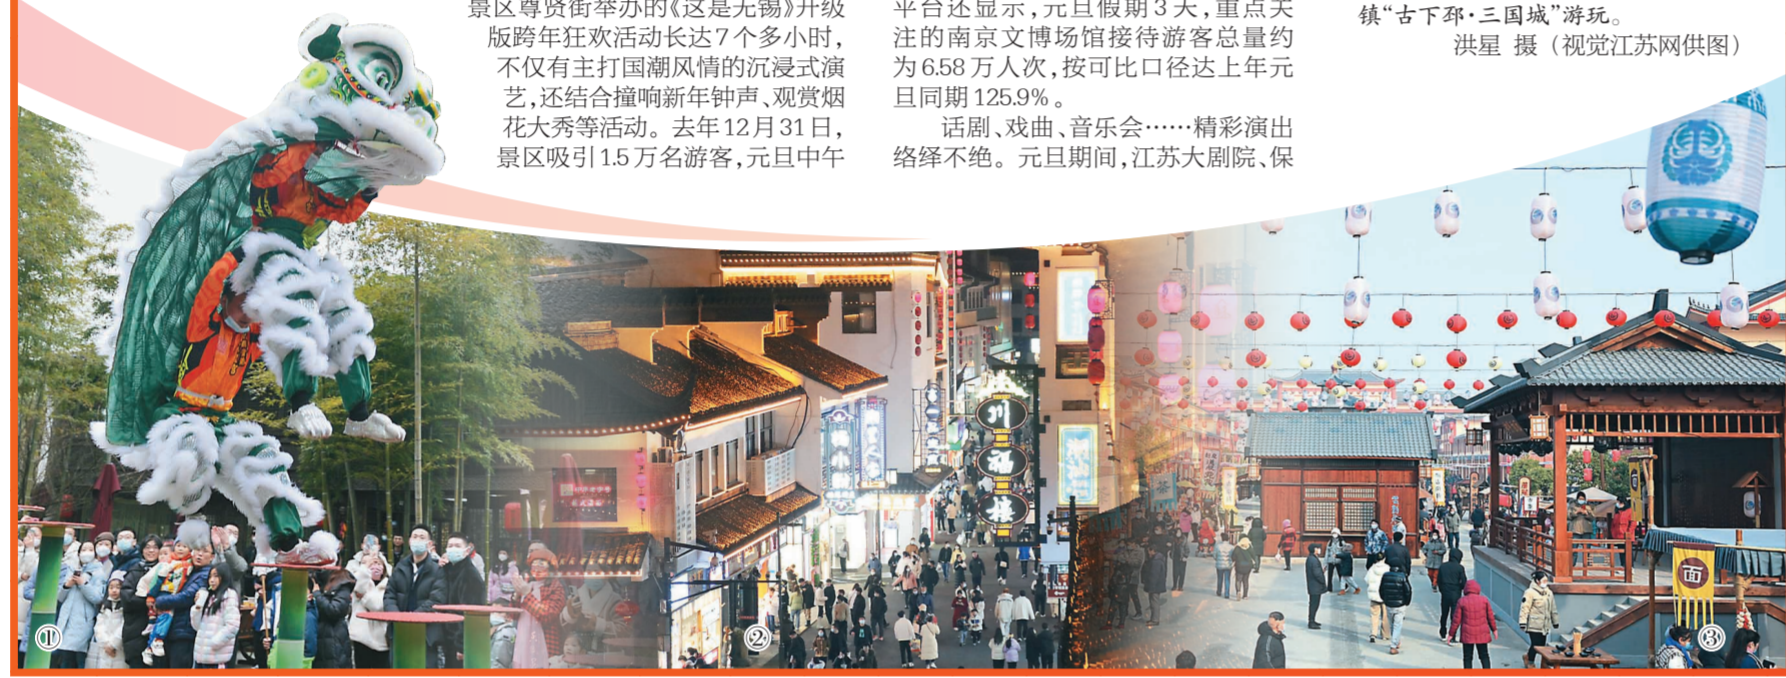 景区尊贤街举办的《这是无锡》升级
版跨年狂欢活动长达7个多小时，
不仅有主打国潮风情的沉浸式演
艺，还结合撞响新年钟声、观赏烟
花大秀等活动。去年12月31日，
景区吸引1.5万名游客，元旦中午
平台还显示，元旦假期3天，重点关
注的南京文博场馆接待游客总量约
为6.58万人次，按可比口径达上年元
旦同期125.9%。
话剧、戏曲、音乐会……精彩演出
络绎不绝。元旦期间，江苏大剧院、保
镇“古下邳·三国城”游玩。
洪星 摄（视觉江苏网供图）
川
福
楼
面
①
②
③